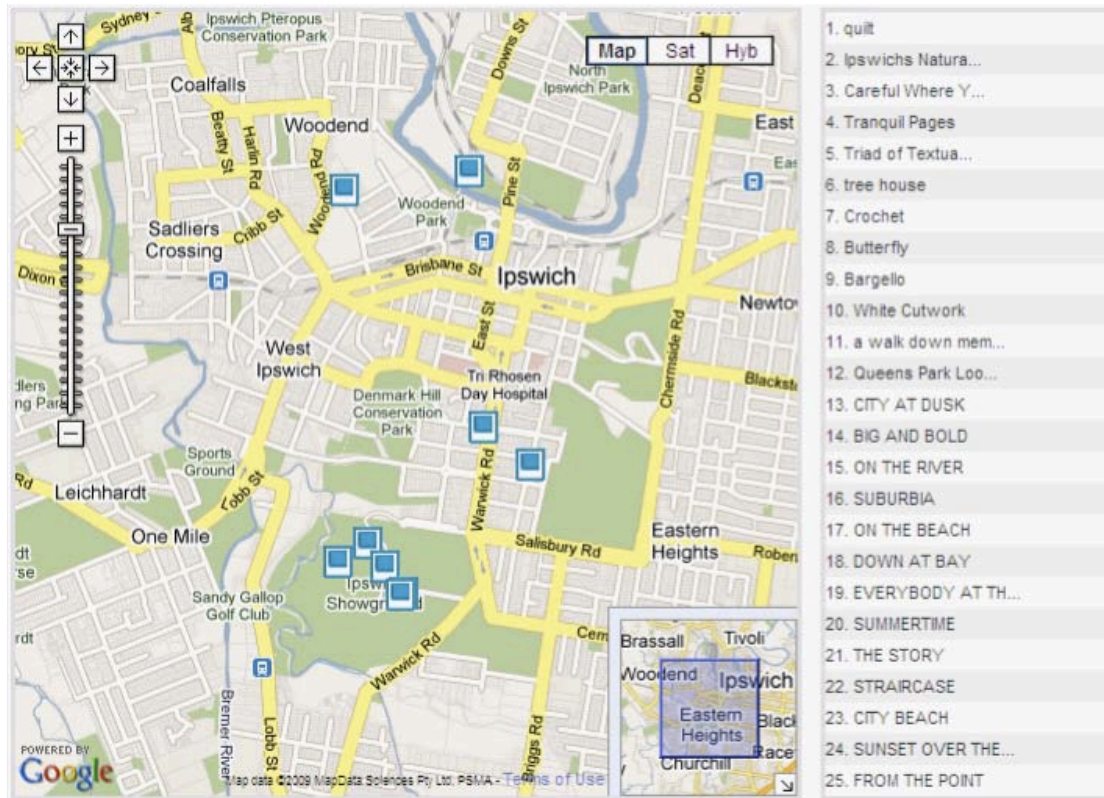 Sydney St
Ipswich Pteropus
Conservation Park
Downs St
Map
Sat
Hyb
North
Ipswich Park
Coalfalls
Woodend
East
Beatty St
Harlin Rd
Woodend Rd
Pine St
Woodend
Park
Sadliers
Crossing
Cribb St
Brisbane St
Ipswich
Dixon
Newto
East St
West
Ipswich
Tri Rhosen
Day Hospital
Chermside Rd
Blackst
Denmark Hill
Conservation
Park
Sports
Ground
Rd
Lobb St
Leichhardt
Warwick Rd
One Mile
Salisbury Rd
Eastern
Heights
Rober
Sandy Gallop
Golf Club
Showground
Cem
Warwick Rd
Bremer River
Lobb St
Briggs Rd
Brassall
Tivoli
Woodend
Ipswich
Eastern
Heights
Black
Race
Churchill
POWERED BY
Google
Map data ©2009 MapData Sciences Pty Ltd, PSMA - Terms of Use
1. quilt
2. Ipswichs Natura...
3. Careful Where Y...
4. Tranquil Pages
5. Triad of Textua...
6. tree house
7. Crochet
8. Butterfly
9. Bargello
10. White Cutwork
11. a walk down mem...
12. Queens Park Loo...
13. CITY AT DUSK
14. BIG AND BOLD
15. ON THE RIVER
16. SUBURBIA
17. ON THE BEACH
18. DOWN AT BAY
19. EVERYBODY AT TH...
20. SUMMERTIME
21. THE STORY
22. STRAIRCASE
23. CITY BEACH
24. SUNSET OVER THE...
25. FROM THE POINT